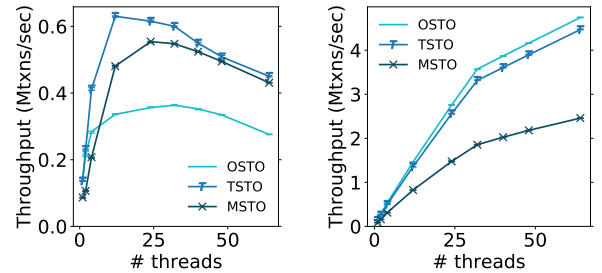 Throughput (Mtxns/sec)
0.6
0.4
0.2
0.0
0
25
50
# threads
OSTO
TSTO
MSTO
Throughput (Mtxns/sec)
4
3
2
1
0
0
25
50
# threads
OSTO
TSTO
MSTO